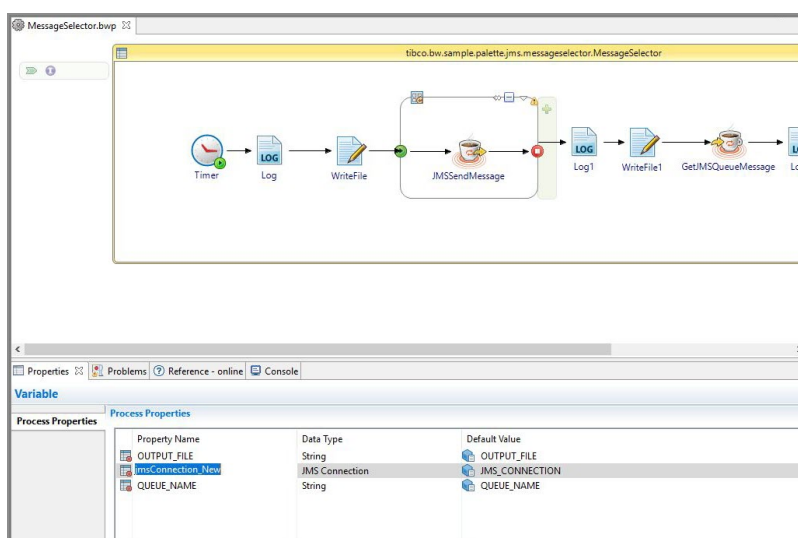 MessageSelector.bwp
tibco.bw.sample.palette.jms.messageselector.MessageSelector
LOG
LOG
Timer
Log
WriteFile
JMSSendMessage
Log1
WriteFile1
GetJMSQueueMessage
Properties
Problems
Reference - online
Console
Variable
Process Properties
Process Properties
Property Name Data Type Default Value
OUTPUT_FILE String OUTPUT_FILE
jmsConnection_New JMS Connection JMS_CONNECTION
QUEUE_NAME String QUEUE_NAME